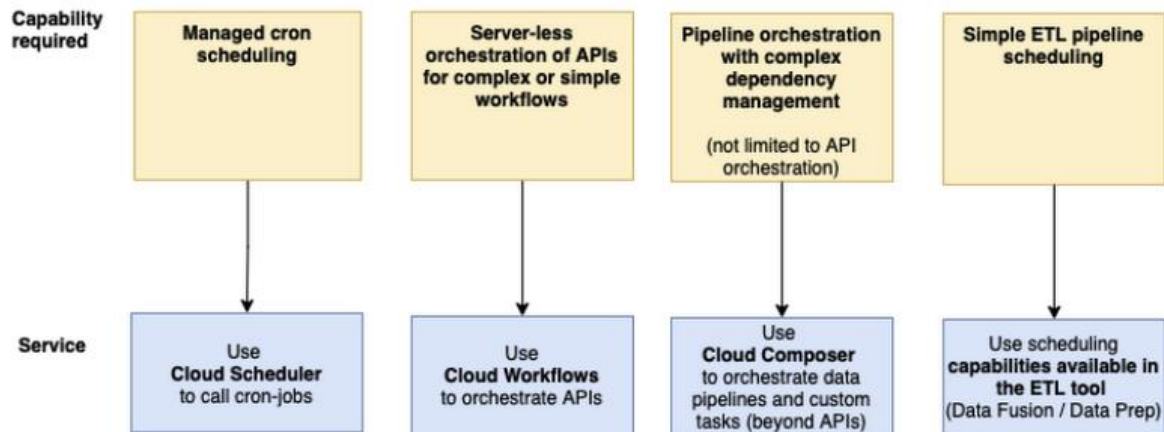 Capability
required
Managed cron
scheduling
Server-less
orchestration of APIs
for complex or simple
workflows
Pipeline orchestration
with complex
dependency
management
(not limited to API
orchestration)
Simple ETL pipeline
scheduling
Service
Use
Cloud Scheduler
to call cron-jobs
Use
Cloud Workflows
to orchestrate APIs
Use
Cloud Composer
to orchestrate data
pipelines and custom
tasks (beyond APIs)
Use scheduling
capabilities available in
the ETL tool
(Data Fusion / Data Prep)